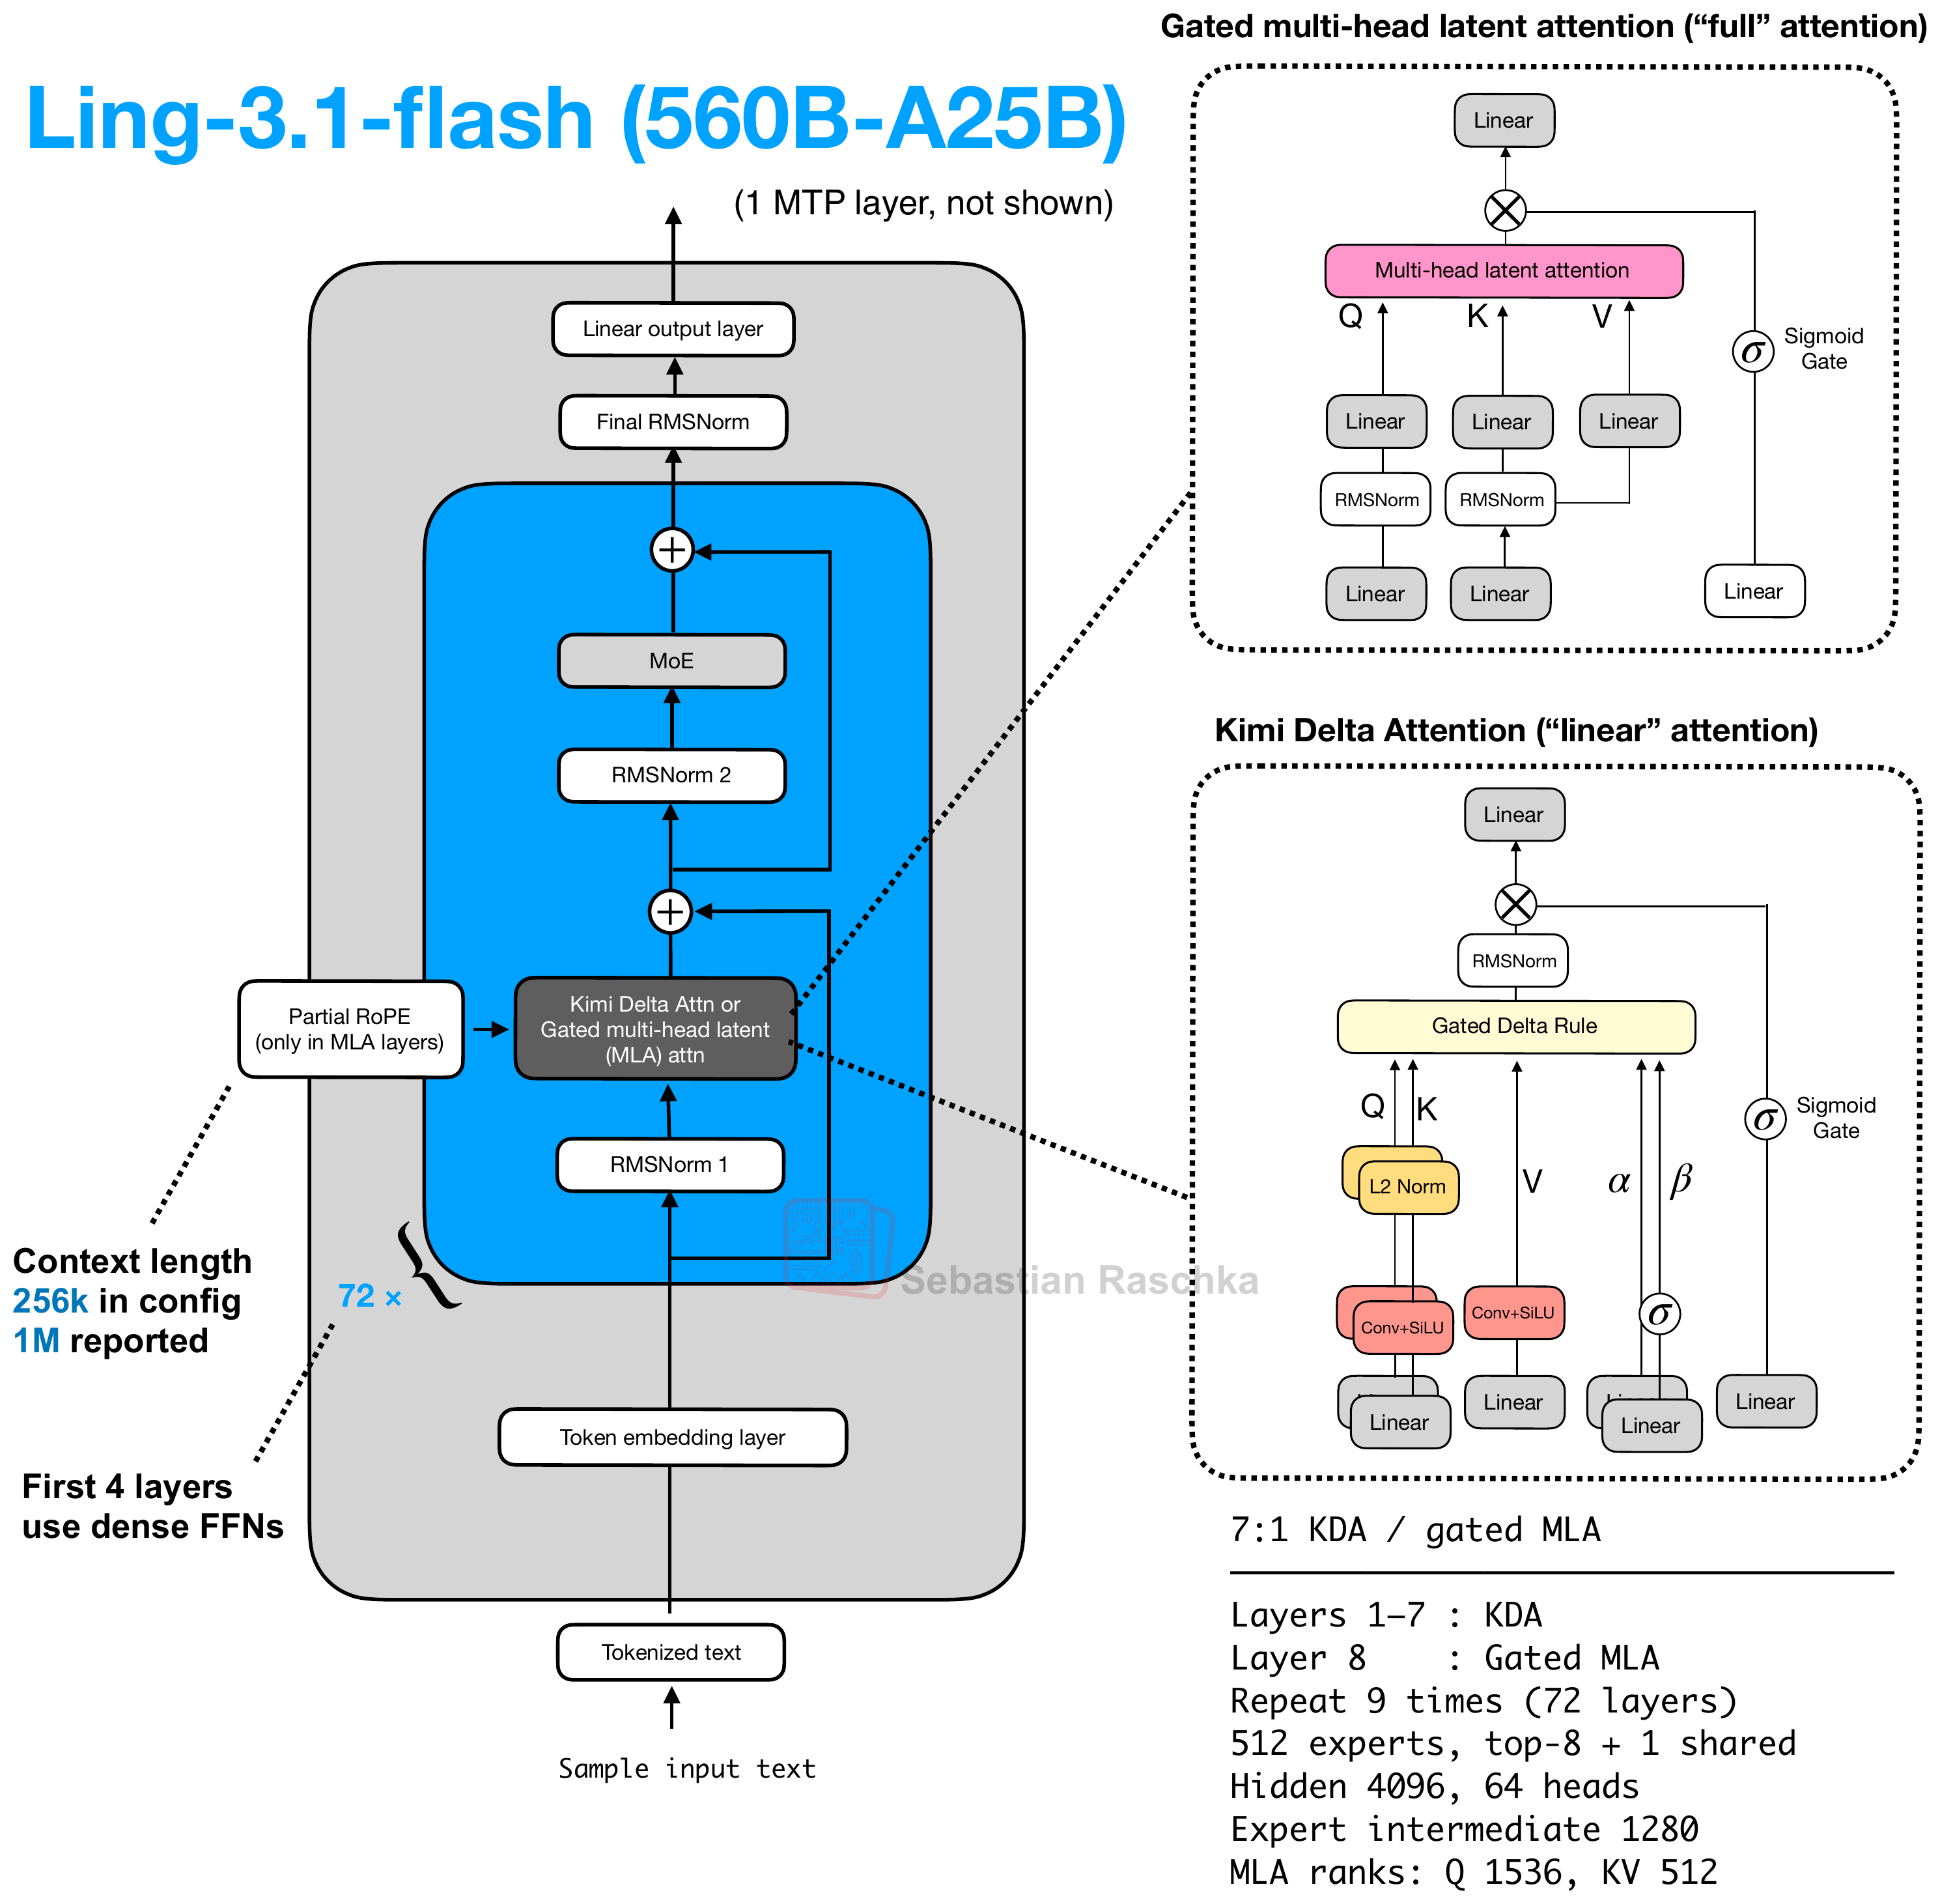 Gated multi-head latent attention (“full” attention)
Ling-3.1-flash (560B-A25B)
(1 MTP layer, not shown)
Linear output layer
Final RMSNorm
MoE
RMSNorm 2
Partial RoPE
(only in MLA layers)
Kimi Delta Attn or
Gated multi-head latent
(MLA) attn
RMSNorm 1
Context length
256k in config
1M reported
72 ×
Sebastian Raschka
First 4 layers
use dense FFNs
Token embedding layer
Tokenized text
Sample input text
Linear
Multi-head latent attention
Q
K
V
σ
Sigmoid
Gate
Linear
Linear
Linear
RMSNorm
RMSNorm
Linear
Linear
Linear
Kimi Delta Attention (“linear” attention)
Linear
RMSNorm
Gated Delta Rule
Q
K
V
α
β
σ
Sigmoid
Gate
L2 Norm
Conv+SiLU
Conv+SiLU
σ
Linear
Linear
Linear
Linear
7:1 KDA / gated MLA
Layers 1–7 : KDA
Layer 8 : Gated MLA
Repeat 9 times (72 layers)
512 experts, top-8 + 1 shared
Hidden 4096, 64 heads
Expert intermediate 1280
MLA ranks: Q 1536, KV 512